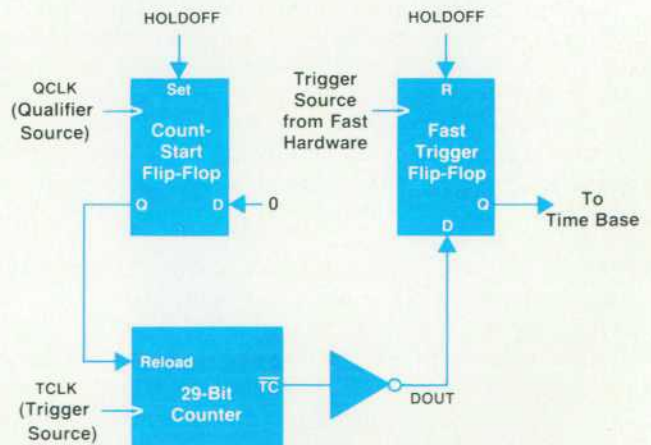 HOLDOFF
HOLDOFF
QCLK
(Qualifier
Source)
Set
Count-
Start
Flip-Flop
Q
D
0
Trigger
Source
from Fast
Hardware
R
Fast
Trigger
Flip-Flop
Q
D
To
Time Base
Reload
TCLK
(Trigger
Source)
29-Bit
Counter
TC
DOUT